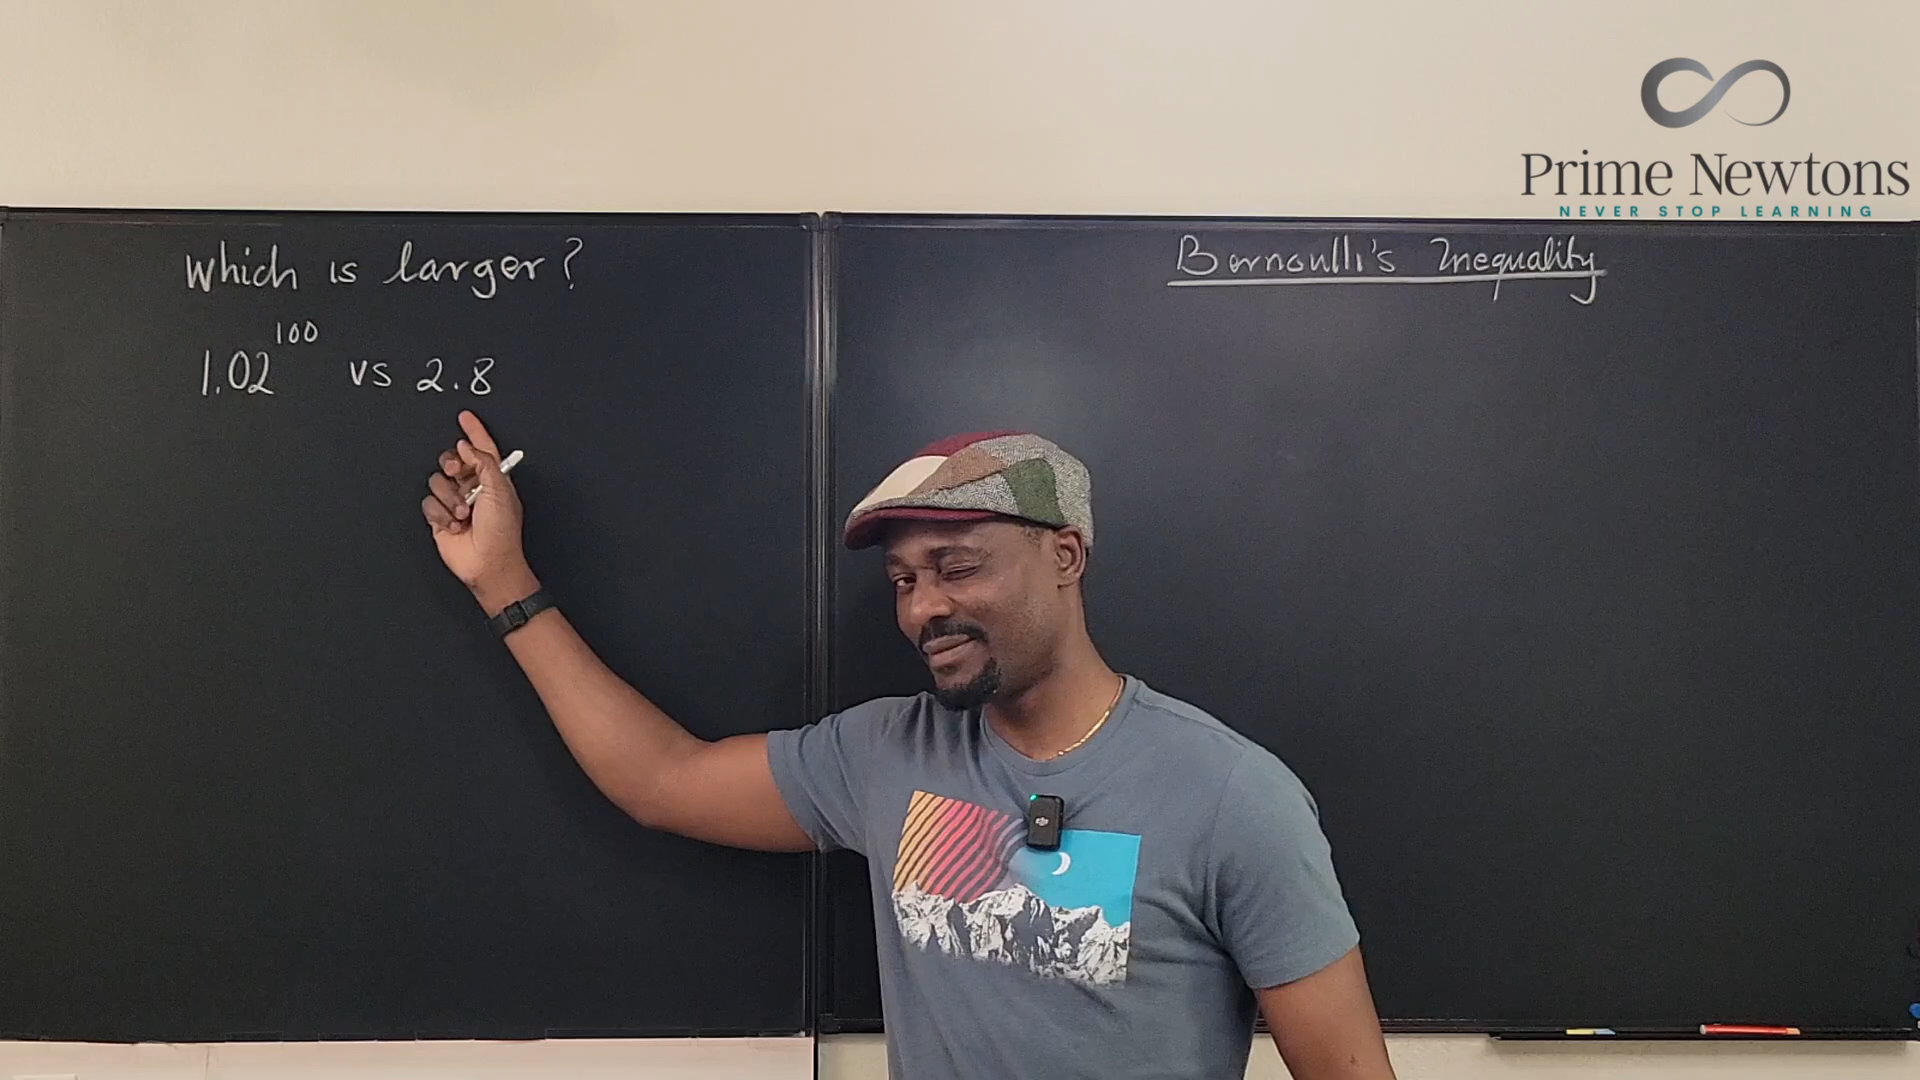 Prime Newtons
NEVER STOP LEARNING
Which is larger?
1.02^100 vs 2.8
Bernoulli's Inequality